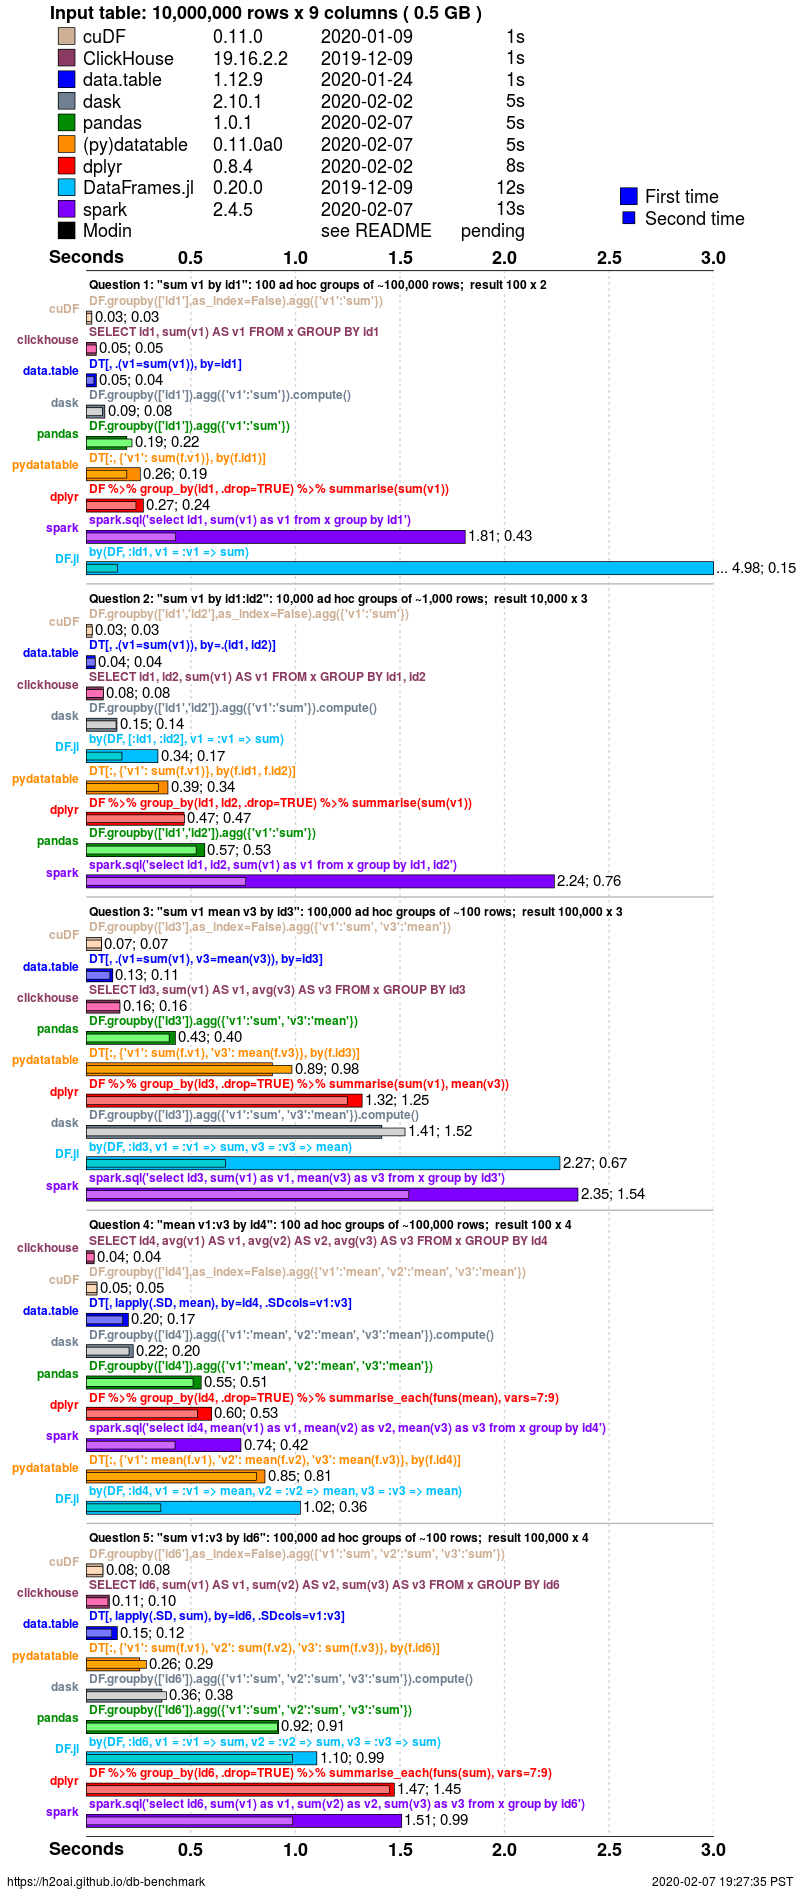 Input table: 10,000,000 rows x 9 columns ( 0.5 GB )
cuDF 0.11.0 2020-01-09 1s
ClickHouse 19.16.2.2 2019-12-09 1s
data.table 1.12.9 2020-01-24 1s
dask 2.10.1 2020-02-02 5s
pandas 1.0.1 2020-02-07 5s
(py)datatable 0.11.0a0 2020-02-07 5s
dplyr 0.8.4 2020-02-02 8s
DataFrames.jl 0.20.0 2019-12-09 12s
spark 2.4.5 2020-02-07 13s
Modin see README pending
First time
Second time
Seconds 0.5 1.0 1.5 2.0 2.5 3.0
Question 1: "sum v1 by id1": 100 ad hoc groups of ~100,000 rows;  result 100 x 2
DF.groupby(['id1'],as_index=False).agg({'v1':'sum'})
cuDF 0.03; 0.03
SELECT id1, sum(v1) AS v1 FROM x GROUP BY id1
clickhouse 0.05; 0.05
DT[, .(v1=sum(v1)), by=id1]
data.table 0.05; 0.04
DF.groupby(['id1']).agg({'v1':'sum'}).compute()
dask 0.09; 0.08
DF.groupby(['id1']).agg({'v1':'sum'})
pandas 0.19; 0.22
DT[:, {'v1': sum(f.v1)}, by(f.id1)]
pydatatable 0.26; 0.19
DF %>% group_by(id1, .drop=TRUE) %>% summarise(sum(v1))
dplyr 0.27; 0.24
spark.sql('select id1, sum(v1) as v1 from x group by id1')
spark 1.81; 0.43
by(DF, :id1, v1 = :v1 => sum)
DF.jl ... 4.98; 0.15
Question 2: "sum v1 by id1:id2": 10,000 ad hoc groups of ~1,000 rows;  result 10,000 x 3
DF.groupby(['id1','id2'],as_index=False).agg({'v1':'sum'})
cuDF 0.03; 0.03
DT[, .(v1=sum(v1)), by=.(id1, id2)]
data.table 0.04; 0.04
SELECT id1, id2, sum(v1) AS v1 FROM x GROUP BY id1, id2
clickhouse 0.08; 0.08
DF.groupby(['id1','id2']).agg({'v1':'sum'}).compute()
dask 0.15; 0.14
by(DF, [:id1, :id2], v1 = :v1 => sum)
DF.jl 0.34; 0.17
DT[:, {'v1': sum(f.v1)}, by(f.id1, f.id2)]
pydatatable 0.39; 0.34
DF %>% group_by(id1, id2, .drop=TRUE) %>% summarise(sum(v1))
dplyr 0.47; 0.47
DF.groupby(['id1','id2']).agg({'v1':'sum'})
pandas 0.57; 0.53
spark.sql('select id1, id2, sum(v1) as v1 from x group by id1, id2')
spark 2.24; 0.76
Question 3: "sum v1 mean v3 by id3": 100,000 ad hoc groups of ~100 rows;  result 100,000 x 3
DF.groupby(['id3'],as_index=False).agg({'v1':'sum', 'v3':'mean'})
cuDF 0.07; 0.07
DT[, .(v1=sum(v1), v3=mean(v3)), by=id3]
data.table 0.13; 0.11
SELECT id3, sum(v1) AS v1, avg(v3) AS v3 FROM x GROUP BY id3
clickhouse 0.16; 0.16
DF.groupby(['id3']).agg({'v1':'sum', 'v3':'mean'})
pandas 0.43; 0.40
DT[:, {'v1': sum(f.v1), 'v3': mean(f.v3)}, by(f.id3)]
pydatatable 0.89; 0.98
DF %>% group_by(id3, .drop=TRUE) %>% summarise(sum(v1), mean(v3))
dplyr 1.32; 1.25
DF.groupby(['id3']).agg({'v1':'sum', 'v3':'mean'}).compute()
dask 1.41; 1.52
by(DF, :id3, v1 = :v1 => sum, v3 = :v3 => mean)
DF.jl 2.27; 0.67
spark.sql('select id3, sum(v1) as v1, mean(v3) as v3 from x group by id3')
spark 2.35; 1.54
Question 4: "mean v1:v3 by id4": 100 ad hoc groups of ~100,000 rows;  result 100 x 4
SELECT id4, avg(v1) AS v1, avg(v2) AS v2, avg(v3) AS v3 FROM x GROUP BY id4
clickhouse 0.04; 0.04
DF.groupby(['id4'],as_index=False).agg({'v1':'mean', 'v2':'mean', 'v3':'mean'})
cuDF 0.05; 0.05
DT[, lapply(.SD, mean), by=id4, .SDcols=v1:v3]
data.table 0.20; 0.17
DF.groupby(['id4']).agg({'v1':'mean', 'v2':'mean', 'v3':'mean'}).compute()
dask 0.22; 0.20
DF.groupby(['id4']).agg({'v1':'mean', 'v2':'mean', 'v3':'mean'})
pandas 0.55; 0.51
DF %>% group_by(id4, .drop=TRUE) %>% summarise_each(funs(mean), vars=7:9)
dplyr 0.60; 0.53
spark.sql('select id4, mean(v1) as v1, mean(v2) as v2, mean(v3) as v3 from x group by id4')
spark 0.74; 0.42
DT[:, {'v1': mean(f.v1), 'v2': mean(f.v2), 'v3': mean(f.v3)}, by(f.id4)]
pydatatable 0.85; 0.81
by(DF, :id4, v1 = :v1 => mean, v2 = :v2 => mean, v3 = :v3 => mean)
DF.jl 1.02; 0.36
Question 5: "sum v1:v3 by id6": 100,000 ad hoc groups of ~100 rows;  result 100,000 x 4
DF.groupby(['id6'],as_index=False).agg({'v1':'sum', 'v2':'sum', 'v3':'sum'})
cuDF 0.08; 0.08
SELECT id6, sum(v1) AS v1, sum(v2) AS v2, sum(v3) AS v3 FROM x GROUP BY id6
clickhouse 0.11; 0.10
DT[, lapply(.SD, sum), by=id6, .SDcols=v1:v3]
data.table 0.15; 0.12
DT[:, {'v1': sum(f.v1), 'v2': sum(f.v2), 'v3': sum(f.v3)}, by(f.id6)]
pydatatable 0.26; 0.29
DF.groupby(['id6']).agg({'v1':'sum', 'v2':'sum', 'v3':'sum'}).compute()
dask 0.36; 0.38
DF.groupby(['id6']).agg({'v1':'sum', 'v2':'sum', 'v3':'sum'})
pandas 0.92; 0.91
by(DF, :id6, v1 = :v1 => sum, v2 = :v2 => sum, v3 = :v3 => sum)
DF.jl 1.10; 0.99
DF %>% group_by(id6, .drop=TRUE) %>% summarise_each(funs(sum), vars=7:9)
dplyr 1.47; 1.45
spark.sql('select id6, sum(v1) as v1, sum(v2) as v2, sum(v3) as v3 from x group by id6')
spark 1.51; 0.99
Seconds 0.5 1.0 1.5 2.0 2.5 3.0
https://h2oai.github.io/db-benchmark 2020-02-07 19:27:35 PST